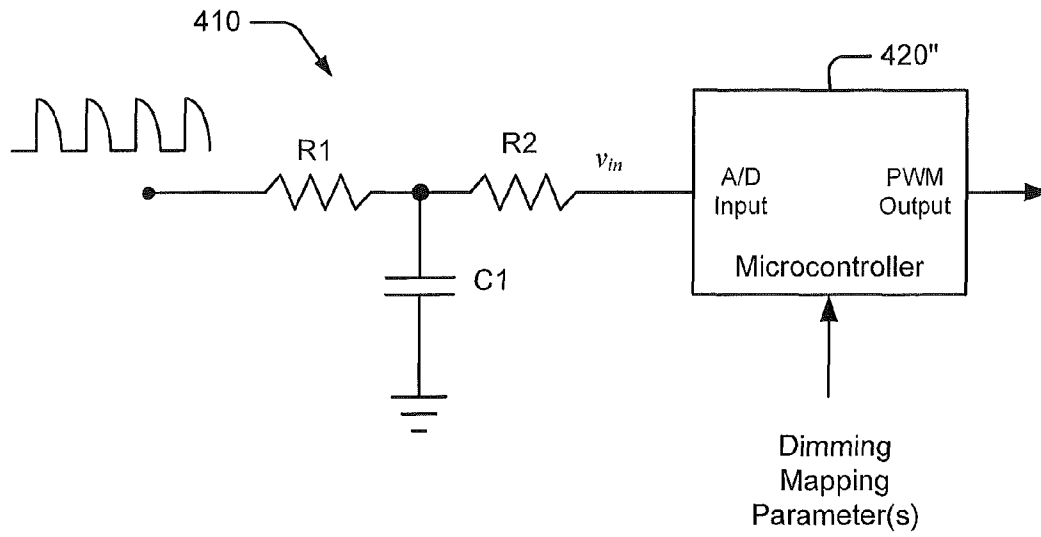 410
420"
R1
R2
v_in
A/D
Input
PWM
Output
Microcontroller
C1
Dimming
Mapping
Parameter(s)